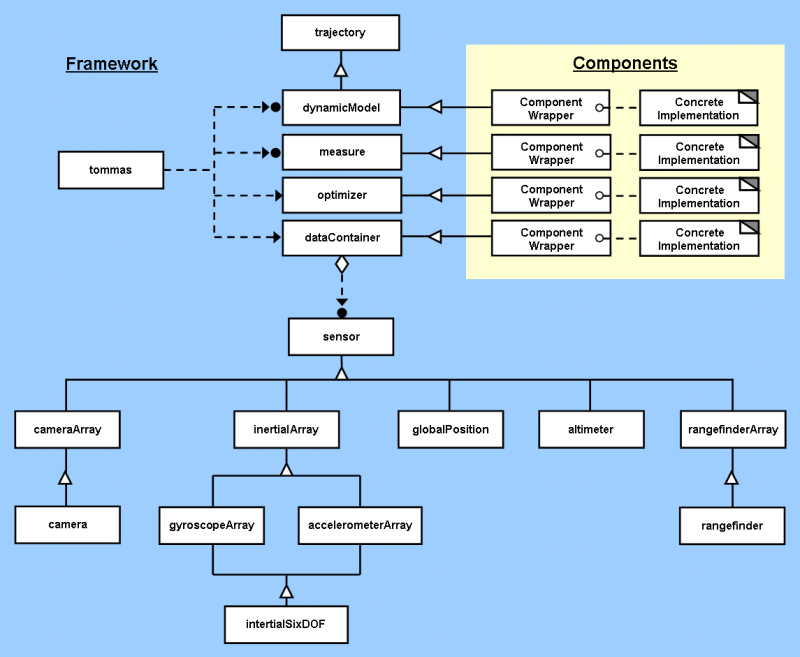 trajectory
Framework
Components
dynamicModel
Component
Wrapper
Concrete
Implementation
measure
Component
Wrapper
Concrete
Implementation
tommas
optimizer
Component
Wrapper
Concrete
Implementation
dataContainer
Component
Wrapper
Concrete
Implementation
sensor
cameraArray
inertialArray
globalPosition
altimeter
rangefinderArray
camera
gyroscopeArray
accelerometerArray
rangefinder
intertialSixDOF